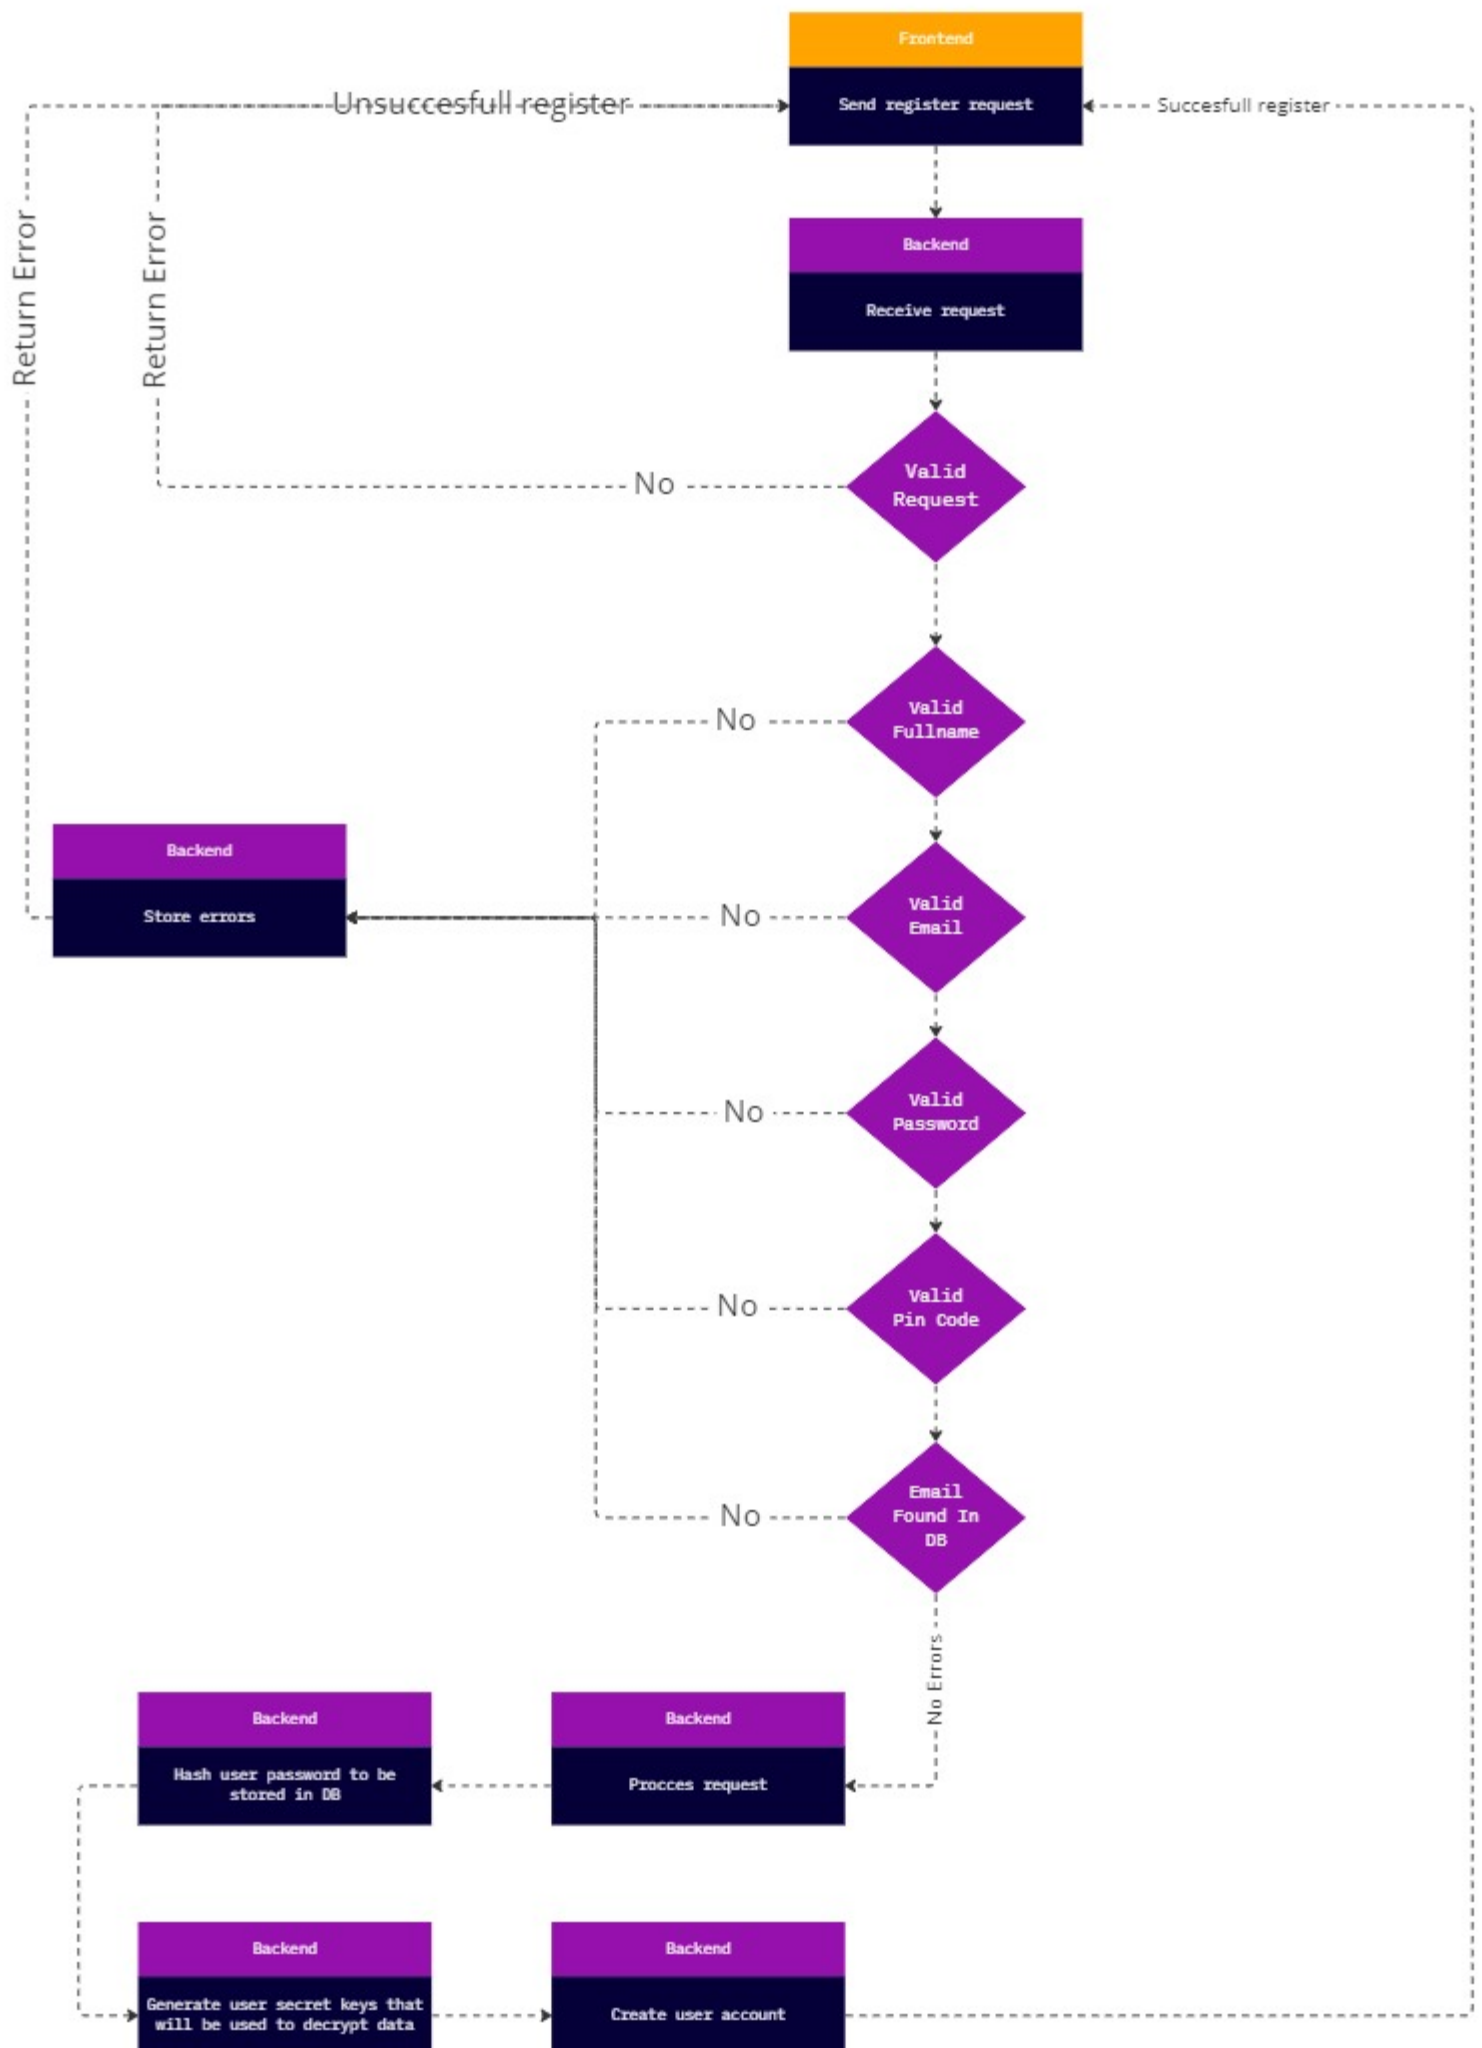 Frontend
Unsuccesfull register
Send register request
Succesfull register
Return Error
Return Error
Backend
Receive request
Valid
Request
No
Valid
Fullname
No
Backend
Store errors
Valid
Email
No
Valid
Password
No
Valid
Pin Code
No
Email
Found In
DB
No
No Errors
Backend
Hash user password to be
stored in DB
Backend
Procces request
Backend
Generate user secret keys that
will be used to decrypt data
Backend
Create user account